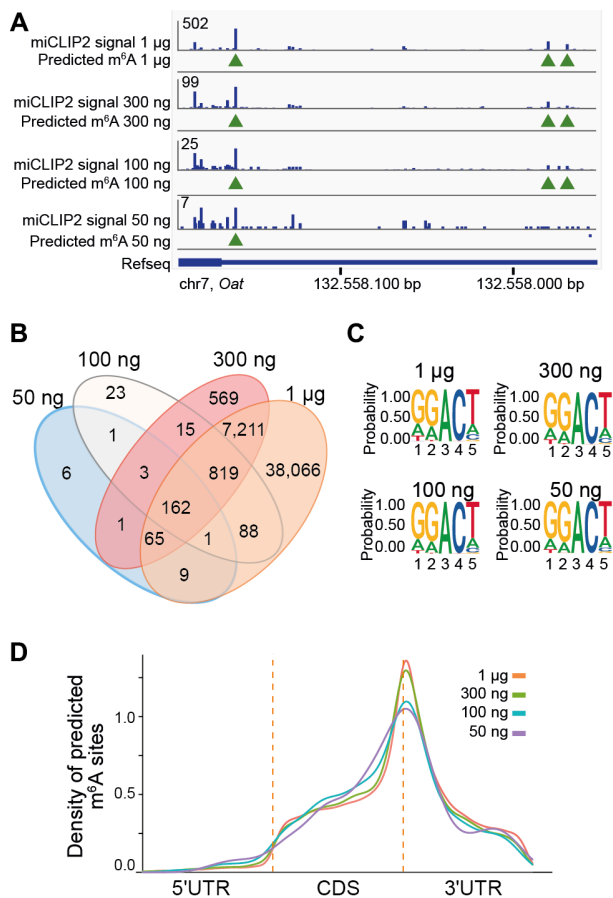 A
502
miCLIP2 signal 1 µg
Predicted m⁶A 1 µg
99
miCLIP2 signal 300 ng
Predicted m⁶A 300 ng
25
miCLIP2 signal 100 ng
Predicted m⁶A 100 ng
7
miCLIP2 signal 50 ng
Predicted m⁶A 50 ng
Refseq
chr7, Oat 132.558.100 bp 132.558.000 bp
B
50 ng 100 ng 300 ng 1 µg
23 569
1 15 7,211
6 3 819 38,066
162
1 65 1 88
9
C
1 µg
Probability
1.00
0.50
0.00
GGACT
AA
1 2 3 4 5
300 ng
Probability
1.00
0.50
0.00
GGACT
AA
1 2 3 4 5
100 ng
Probability
1.00
0.50
0.00
GGACT
AA
1 2 3 4 5
50 ng
Probability
1.00
0.50
0.00
GGACT
AA
1 2 3 4 5
D
Density of predicted
m⁶A sites
1.0
0.5
0.0
1 µg
300 ng
100 ng
50 ng
5'UTR CDS 3'UTR